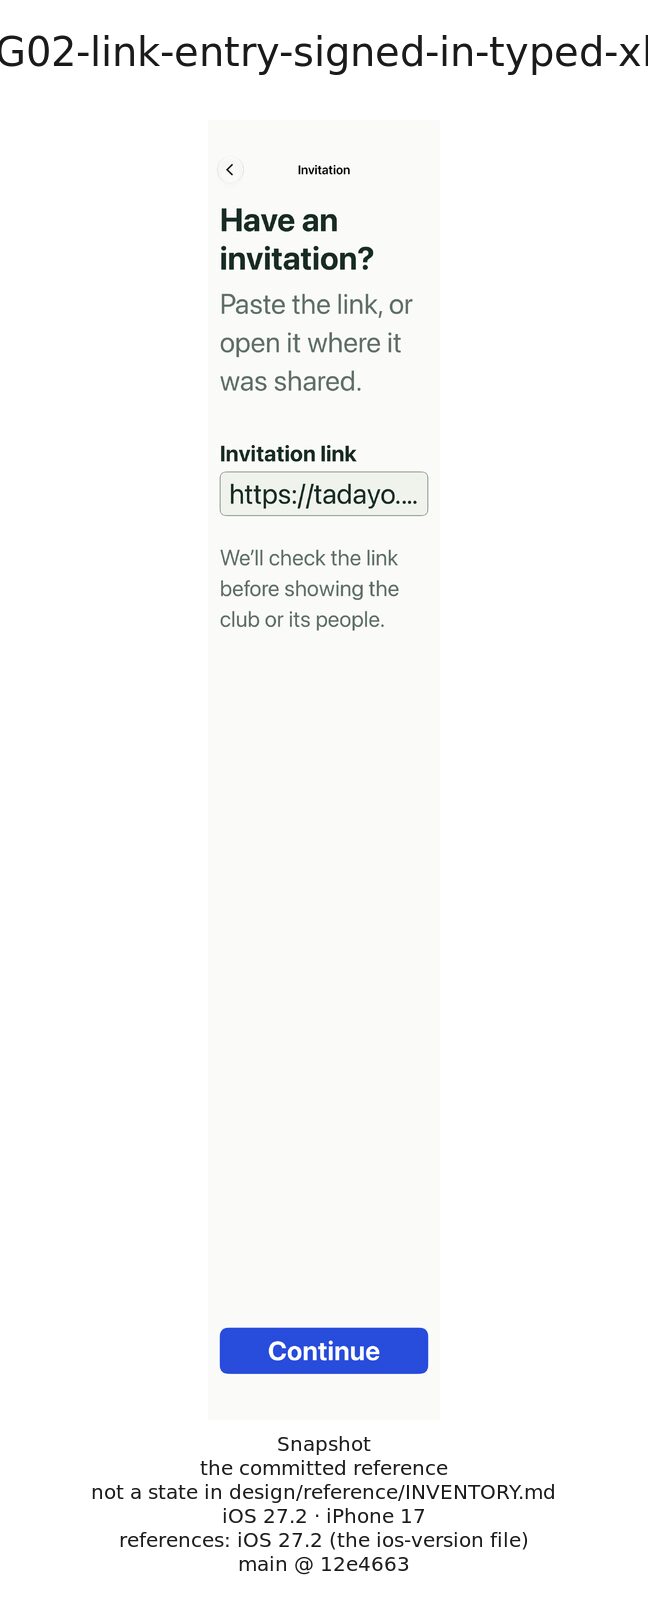 G02-link-entry-signed-in-typed-xl
Invitation
Have an
invitation?
Paste the link, or
open it where it
was shared.
Invitation link
https://tadayo....
We’ll check the link
before showing the
club or its people.
Continue
Snapshot
the committed reference
not a state in design/reference/INVENTORY.md
iOS 27.2 · iPhone 17
references: iOS 27.2 (the ios-version file)
main @ 12e4663